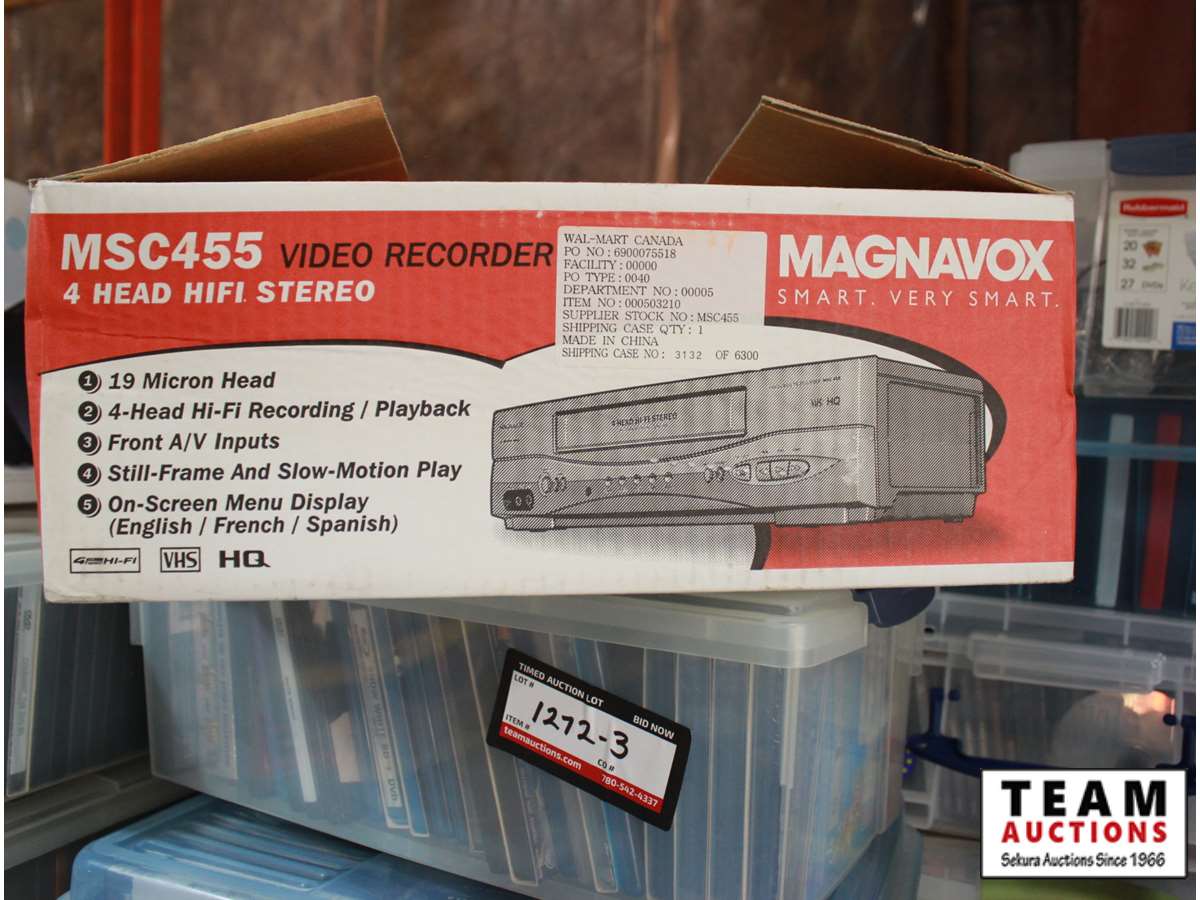 MSC455 VIDEO RECORDER
4 HEAD HIFI STEREO
WAL-MART CANADA
PO NO : 6900075518
FACILITY : 00000
PO TYPE : 0040
DEPARTMENT NO : 00005
ITEM NO : 000503210
SUPPLIER STOCK NO : MSC455
SHIPPING CASE QTY : 1
MADE IN CHINA
SHIPPING CASE NO : 3132 OF 6300
MAGNAVOX
SMART. VERY SMART.
1 19 Micron Head
2 4-Head Hi-Fi Recording / Playback
3 Front A/V Inputs
4 Still-Frame And Slow-Motion Play
5 On-Screen Menu Display
(English / French / Spanish)
HI-FI VHS HQ
4 HEAD HI-FI STEREO
VHS HQ
Rubbermaid
20
32
27 DVDs
TIMED AUCTION LOT
LOT # BID NOW
1272-3
ITEM # CO #
teamauctions.com 780-542-4337
TEAM
AUCTIONS
Sekura Auctions Since 1966